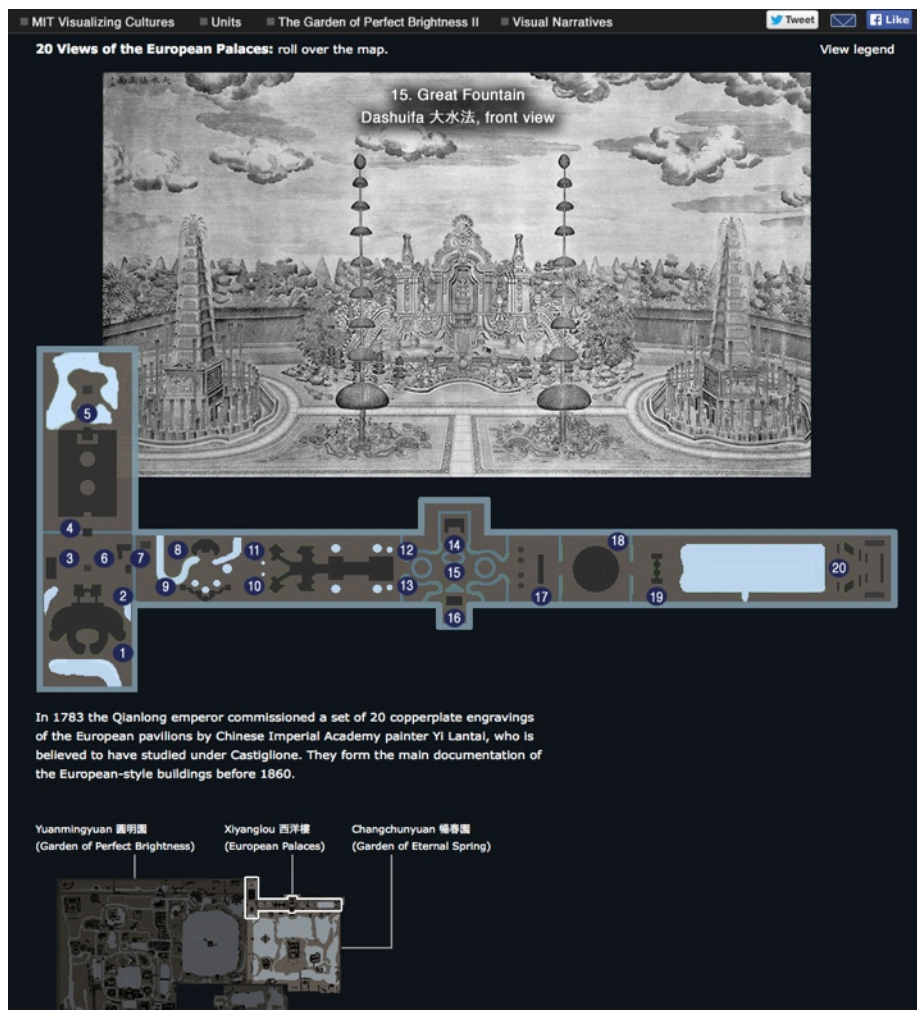 MIT Visualizing Cultures Units The Garden of Perfect Brightness II Visual Narratives Tweet Like
20 Views of the European Palaces: roll over the map. View legend
15. Great Fountain
Dashuifa 大水法, front view
5
4
3 6 7 8 11 12 14 18
9 10 13 15 17 19 20
2
16
1
In 1783 the Qianlong emperor commissioned a set of 20 copperplate engravings
of the European pavilions by Chinese Imperial Academy painter Yi Lantai, who is
believed to have studied under Castiglione. They form the main documentation of
the European-style buildings before 1860.
Yuanmingyuan 圓明園 Xiyanglou 西洋樓 Changchunyuan 暢春園
(Garden of Perfect Brightness) (European Palaces) (Garden of Eternal Spring)